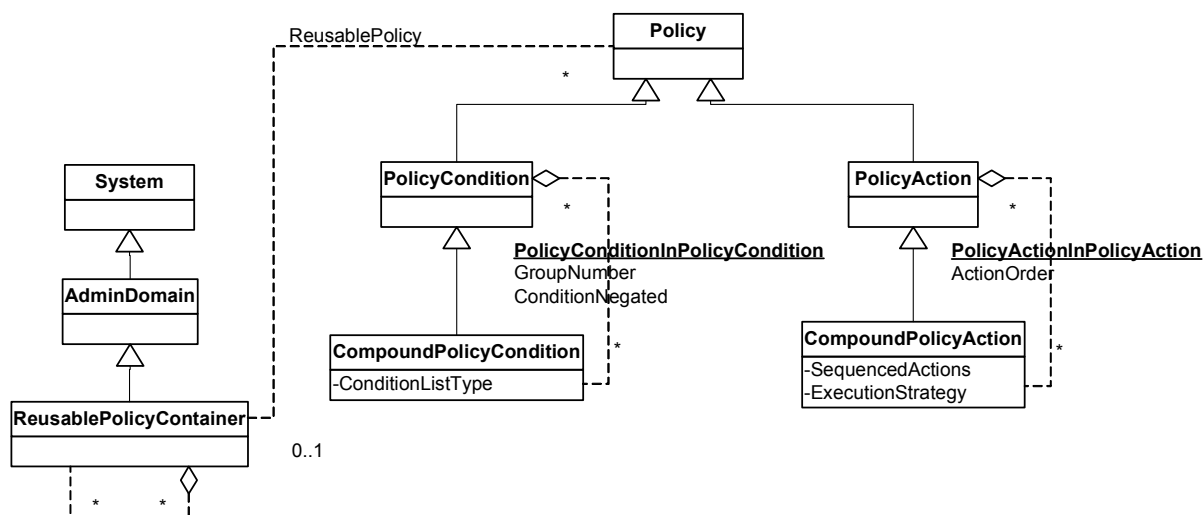 ReusablePolicy
Policy
*
System
PolicyCondition
PolicyAction
*
*
PolicyConditionInPolicyCondition
GroupNumber
ConditionNegated
PolicyActionInPolicyAction
ActionOrder
AdminDomain
CompoundPolicyCondition
-ConditionListType
*
CompoundPolicyAction
-SequencedActions
-ExecutionStrategy
*
ReusablePolicyContainer
0..1
* *